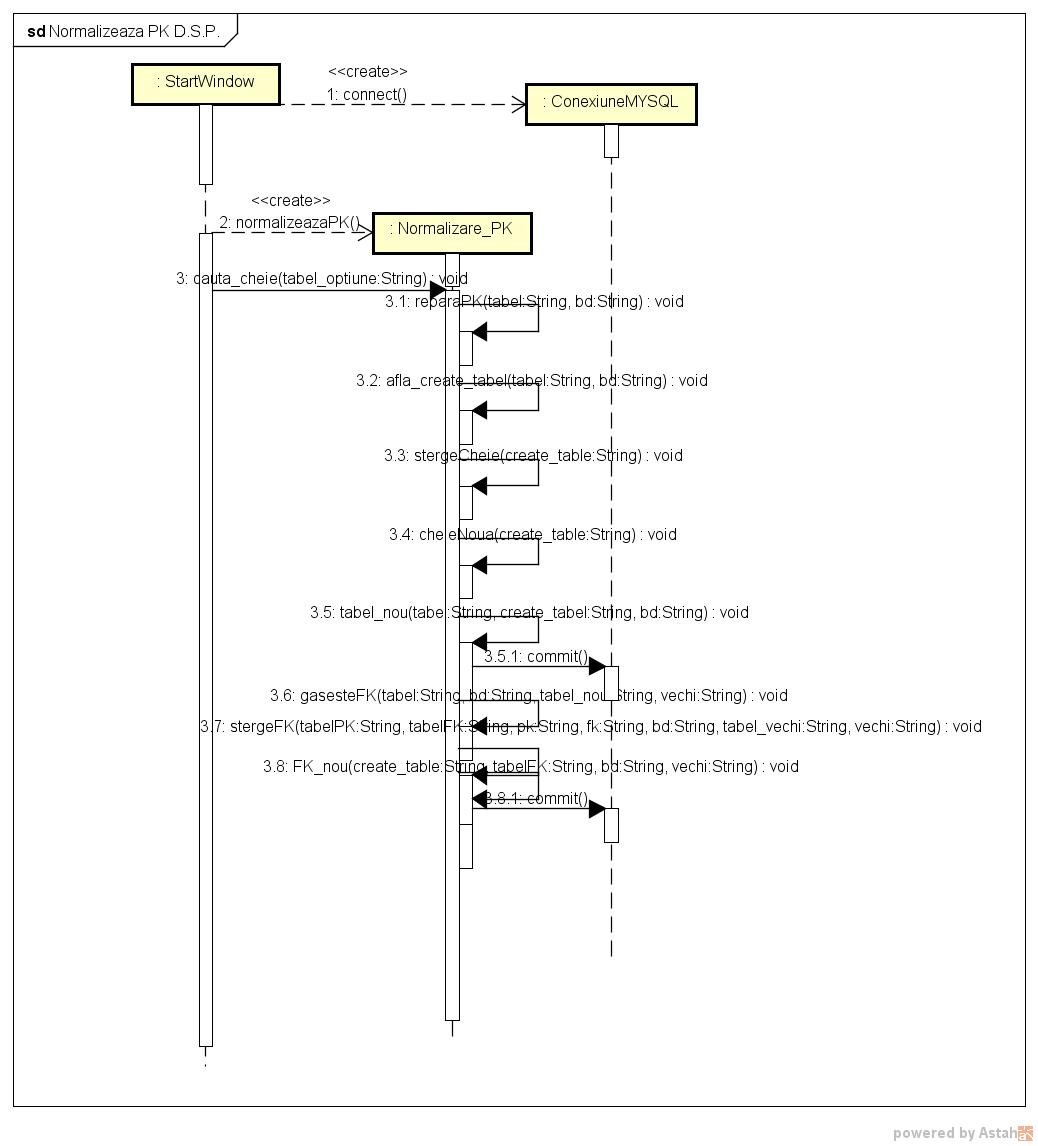 sd Normalizeaza PK D.S.P.
: StartWindow
<<create>>
1: connect()
: ConexiuneMYSQL
<<create>>
2: normalizeazaPK()
: Normalizare_PK
3: cauta_cheie(tabel_optiune:String) : void
3.1: reparaPK(tabel:String, bd:String) : void
3.2: afla_create_tabel(tabel:String, bd:String) : void
3.3: stergeCheie(create_table:String) : void
3.4: cheieNoua(create_table:String) : void
3.5: tabel_nou(tabel:String, create_tabel:String, bd:String) : void
3.5.1: commit()
3.6: gasesteFK(tabel:String, bd:String, tabel_nou:String, vechi:String) : void
3.7: stergeFK(tabelPK:String, tabelFK:String, pk:String, fk:String, bd:String, tabel_vechi:String, vechi:String) : void
3.8: FK_nou(create_table:String, tabelFK:String, bd:String, vechi:String) : void
3.8.1: commit()
powered by Astah